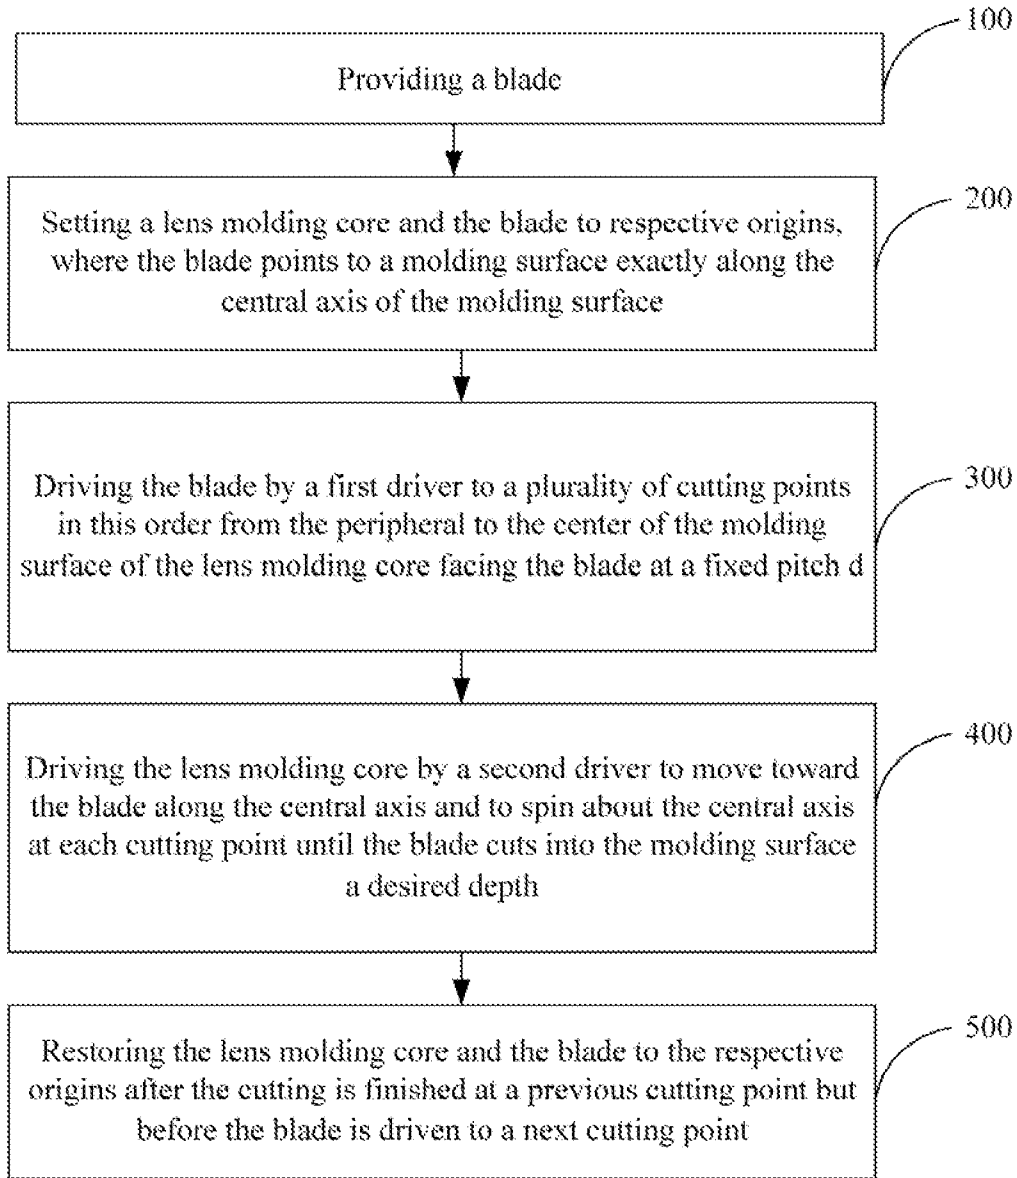 100
Providing a blade
200
Setting a lens molding core and the blade to respective origins,
where the blade points to a molding surface exactly along the
central axis of the molding surface
300
Driving the blade by a first driver to a plurality of cutting points
in this order from the peripheral to the center of the molding
surface of the lens molding core facing the blade at a fixed pitch d
400
Driving the lens molding core by a second driver to move toward
the blade along the central axis and to spin about the central axis
at each cutting point until the blade cuts into the molding surface
a desired depth
500
Restoring the lens molding core and the blade to the respective
origins after the cutting is finished at a previous cutting point but
before the blade is driven to a next cutting point